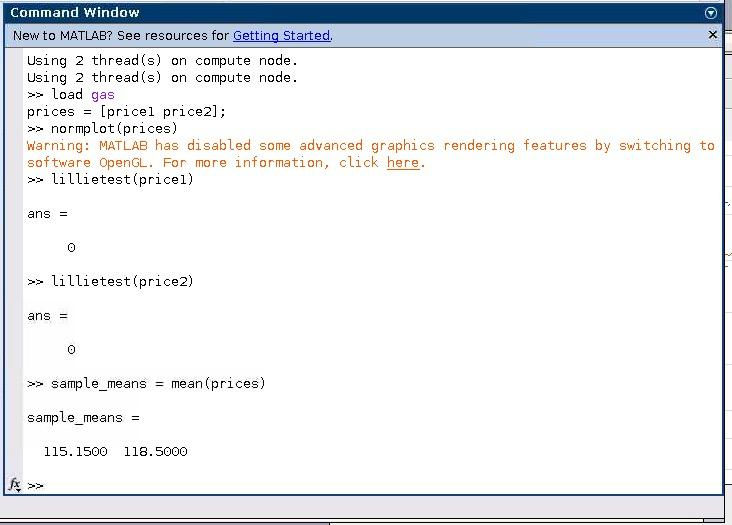 Command Window
New to MATLAB? See resources for Getting Started.
Using 2 thread(s) on compute node.
Using 2 thread(s) on compute node.
>> load gas
prices = [price1 price2];
>> normplot(prices)
Warning: MATLAB has disabled some advanced graphics rendering features by switching to
software OpenGL. For more information, click here.
>> lillietest(price1)
ans =
0
>> lillietest(price2)
ans =
0
>> sample_means = mean(prices)
sample_means =
115.1500 118.5000
fx >>